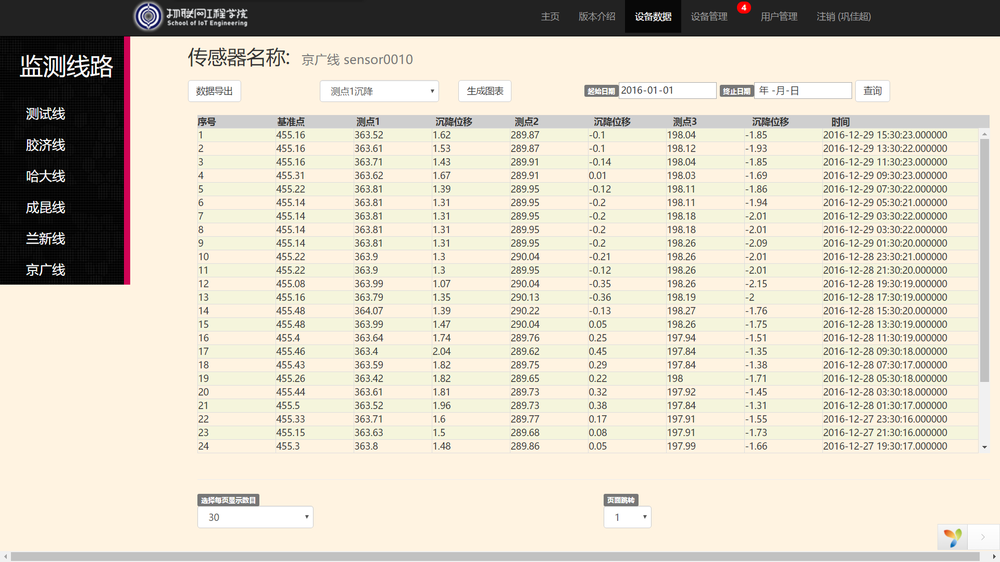 物联网工程学院
School of IoT Engineering
主页 版本介绍 设备数据 设备管理 4 用户管理 注销 (巩佳超)
监测线路
测试线
胶济线
哈大线
成昆线
兰新线
京广线
传感器名称: 京广线 sensor0010
数据导出 测点1沉降 生成图表 起始日期 2016-01-01 终止日期 年 -月-日 查询
序号 基准点 测点1 沉降位移 测点2 沉降位移 测点3 沉降位移 时间
1 455.16 363.52 1.62 289.87 -0.1 198.04 -1.85 2016-12-29 15:30:23.000000
2 455.16 363.61 1.53 289.87 -0.1 198.12 -1.93 2016-12-29 13:30:22.000000
3 455.16 363.71 1.43 289.91 -0.14 198.04 -1.85 2016-12-29 11:30:23.000000
4 455.31 363.62 1.67 289.91 0.01 198.03 -1.69 2016-12-29 09:30:23.000000
5 455.22 363.81 1.39 289.95 -0.12 198.11 -1.86 2016-12-29 07:30:22.000000
6 455.14 363.81 1.31 289.95 -0.2 198.11 -1.94 2016-12-29 05:30:21.000000
7 455.14 363.81 1.31 289.95 -0.2 198.18 -2.01 2016-12-29 03:30:22.000000
8 455.14 363.81 1.31 289.95 -0.2 198.18 -2.01 2016-12-29 03:30:22.000000
9 455.14 363.81 1.31 289.95 -0.2 198.26 -2.09 2016-12-29 01:30:20.000000
10 455.22 363.9 1.3 290.04 -0.21 198.26 -2.01 2016-12-28 23:30:21.000000
11 455.22 363.9 1.3 289.95 -0.12 198.26 -2.01 2016-12-28 21:30:20.000000
12 455.08 363.99 1.07 290.04 -0.35 198.26 -2.15 2016-12-28 19:30:19.000000
13 455.16 363.79 1.35 290.13 -0.36 198.19 -2 2016-12-28 17:30:19.000000
14 455.48 364.07 1.39 290.22 -0.13 198.27 -1.76 2016-12-28 15:30:20.000000
15 455.48 363.99 1.47 290.04 0.05 198.26 -1.75 2016-12-28 13:30:19.000000
16 455.4 363.64 1.74 289.76 0.25 197.94 -1.51 2016-12-28 11:30:19.000000
17 455.46 363.4 2.04 289.62 0.45 197.84 -1.35 2016-12-28 09:30:18.000000
18 455.43 363.59 1.82 289.75 0.29 197.84 -1.38 2016-12-28 07:30:17.000000
19 455.26 363.42 1.82 289.65 0.22 198 -1.71 2016-12-28 05:30:18.000000
20 455.44 363.61 1.81 289.73 0.32 197.92 -1.45 2016-12-28 03:30:18.000000
21 455.5 363.52 1.96 289.73 0.38 197.84 -1.31 2016-12-28 01:30:17.000000
22 455.33 363.71 1.6 289.77 0.17 197.91 -1.55 2016-12-27 23:30:16.000000
23 455.15 363.63 1.5 289.68 0.08 197.91 -1.73 2016-12-27 21:30:16.000000
24 455.3 363.8 1.48 289.86 0.05 197.99 -1.66 2016-12-27 19:30:17.000000
选择每页显示数目 页面跳转
30 1